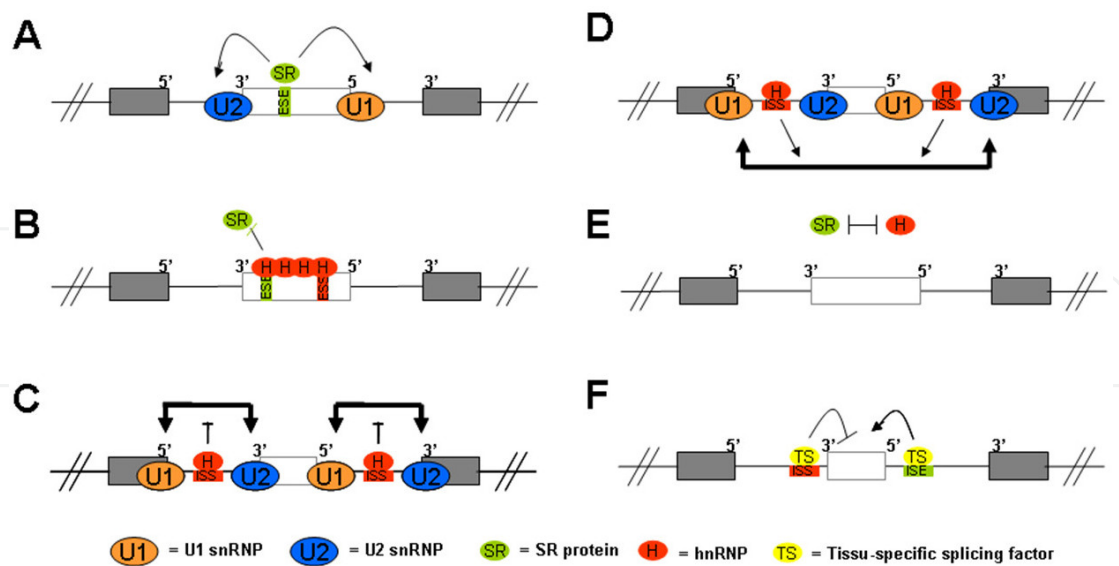 A
SR
3' 5
U2 ESE U1
B
SR
5' 3' 5' 3'
H H H H
ESE
C
5' 3' 5' 3'
H H
U1 ISS U2 U1 ISS U2
D
5' 3' 5' 3'
H H
U1 ISS U2 U1 ISS U2
E
SR H
5' 3' 5' 3'
F
5' 3' 5' 3'
TS TS
ISS ISE
U1 = U1 snRNP
U2 = U2 snRNP
SR = SR protein
H = hnRNP
TS = Tissu-specific splicing factor